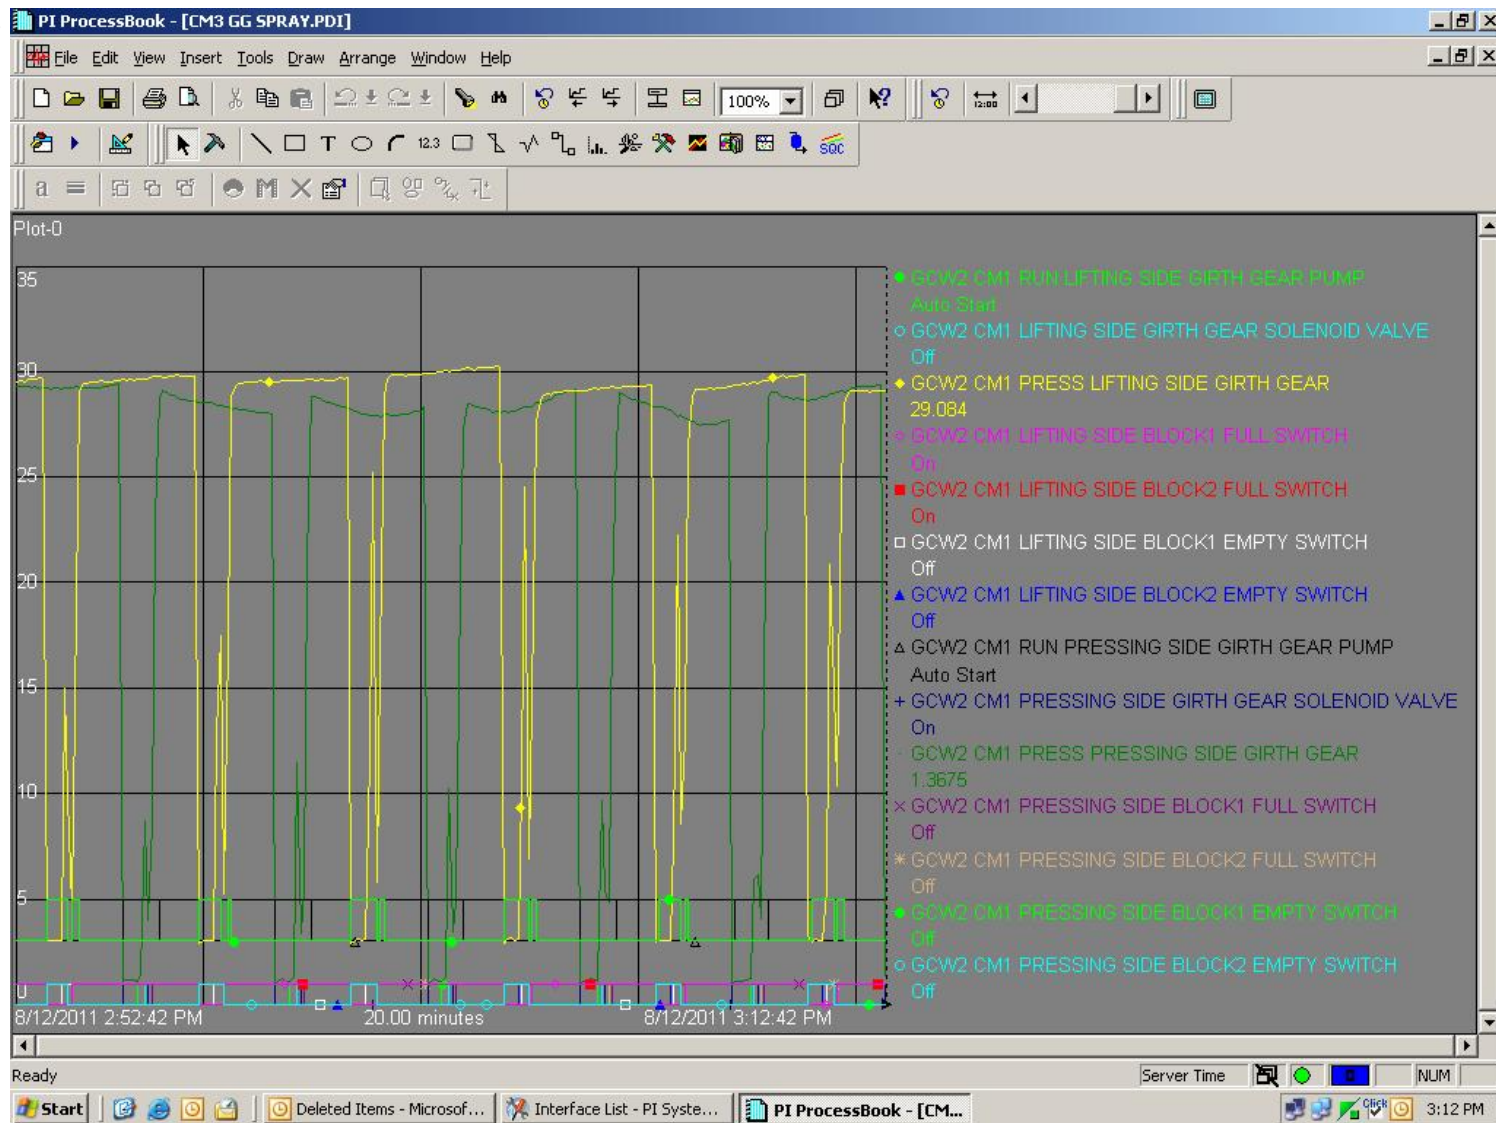 PI ProcessBook - [CM3 GG SPRAY.PDI]
File Edit View Insert Tools Draw Arrange Window Help
100%
12:00
T 12.3 SQC
a M
Plot-0
35
30
25
20
15
10
5
0
8/12/2011 2:52:42 PM 20.00 minutes 8/12/2011 3:12:42 PM
GCW2 CM1 RUN LIFTING SIDE GIRTH GEAR PUMP
Auto Start
GCW2 CM1 LIFTING SIDE GIRTH GEAR SOLENOID VALVE
Off
GCW2 CM1 PRESS LIFTING SIDE GIRTH GEAR
29.084
GCW2 CM1 LIFTING SIDE BLOCK1 FULL SWITCH
On
GCW2 CM1 LIFTING SIDE BLOCK2 FULL SWITCH
On
GCW2 CM1 LIFTING SIDE BLOCK1 EMPTY SWITCH
Off
GCW2 CM1 LIFTING SIDE BLOCK2 EMPTY SWITCH
Off
GCW2 CM1 RUN PRESSING SIDE GIRTH GEAR PUMP
Auto Start
GCW2 CM1 PRESSING SIDE GIRTH GEAR SOLENOID VALVE
On
GCW2 CM1 PRESS PRESSING SIDE GIRTH GEAR
1.3675
GCW2 CM1 PRESSING SIDE BLOCK1 FULL SWITCH
Off
GCW2 CM1 PRESSING SIDE BLOCK2 FULL SWITCH
Off
GCW2 CM1 PRESSING SIDE BLOCK1 EMPTY SWITCH
Off
GCW2 CM1 PRESSING SIDE BLOCK2 EMPTY SWITCH
Off
Ready Server Time NUM
Start Deleted Items - Microsof... Interface List - PI Syste... PI ProcessBook - [CM... Click 3:12 PM